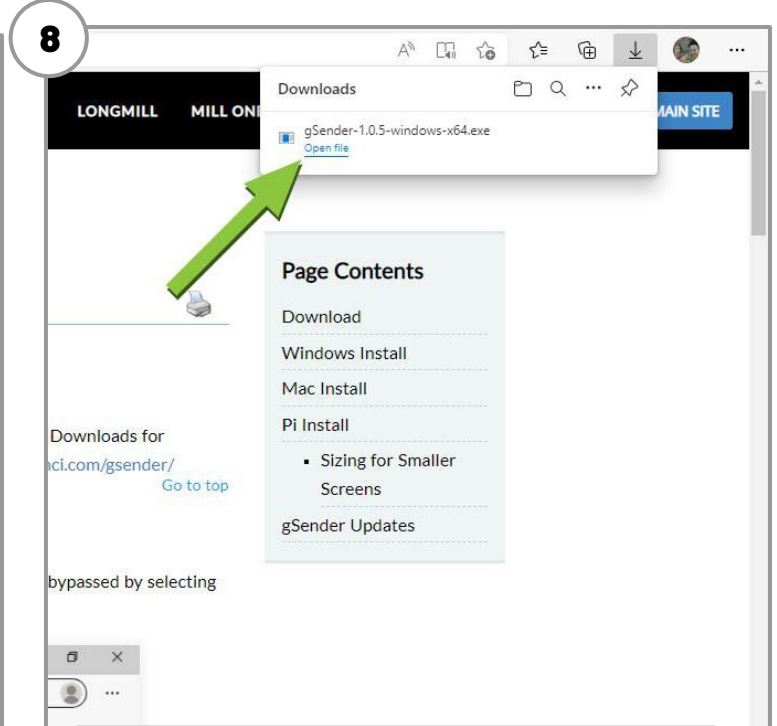 8
Downloads
LONGMILL MILL ONE
MAIN SITE
gSender-1.0.5-windows-x64.exe
Open file
Page Contents
Download
Windows Install
Mac Install
Pi Install
▪ Sizing for Smaller
Screens
gSender Updates
Downloads for
nci.com/gsender/
Go to top
bypassed by selecting